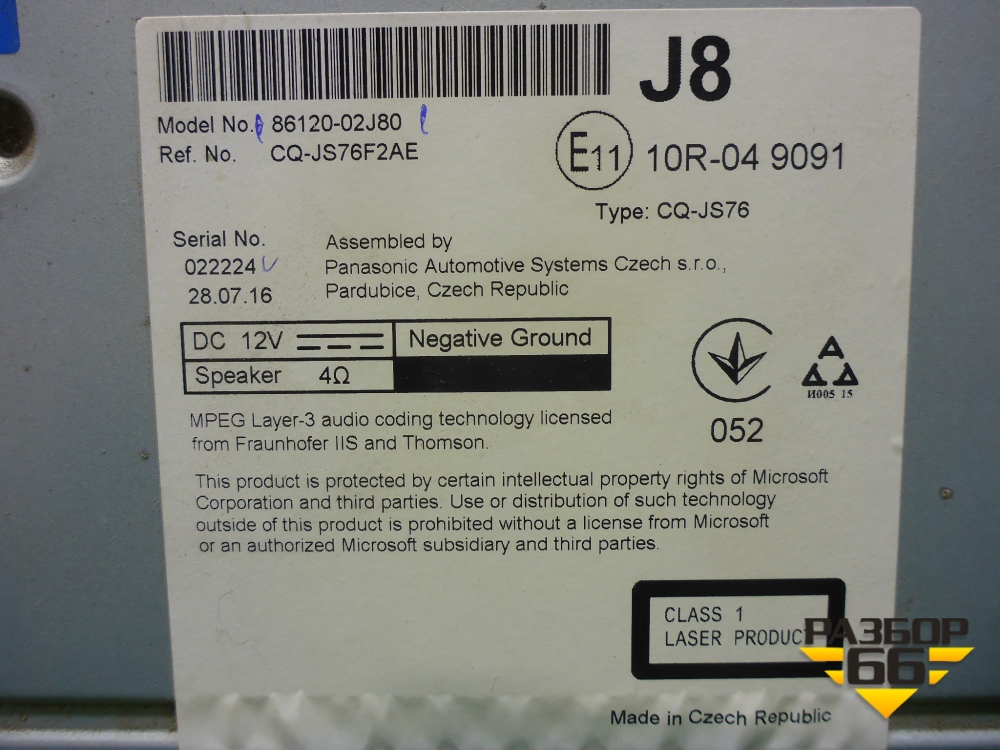 J8
Model No. 86120-02J80
Ref. No. CQ-JS76F2AE
E11 10R-04 9091
Type: CQ-JS76
Serial No.
022224
28.07.16
Assembled by
Panasonic Automotive Systems Czech s.r.o.,
Pardubice, Czech Republic
DC 12V
Negative Ground
Speaker 4Ω
052
И005 15
MPEG Layer-3 audio coding technology licensed
from Fraunhofer IIS and Thomson.
This product is protected by certain intellectual property rights of Microsoft
Corporation and third parties. Use or distribution of such technology
outside of this product is prohibited without a license from Microsoft
or an authorized Microsoft subsidiary and third parties.
CLASS 1
LASER PRODUCT
РАЗБОР
66
Made in Czech Republic